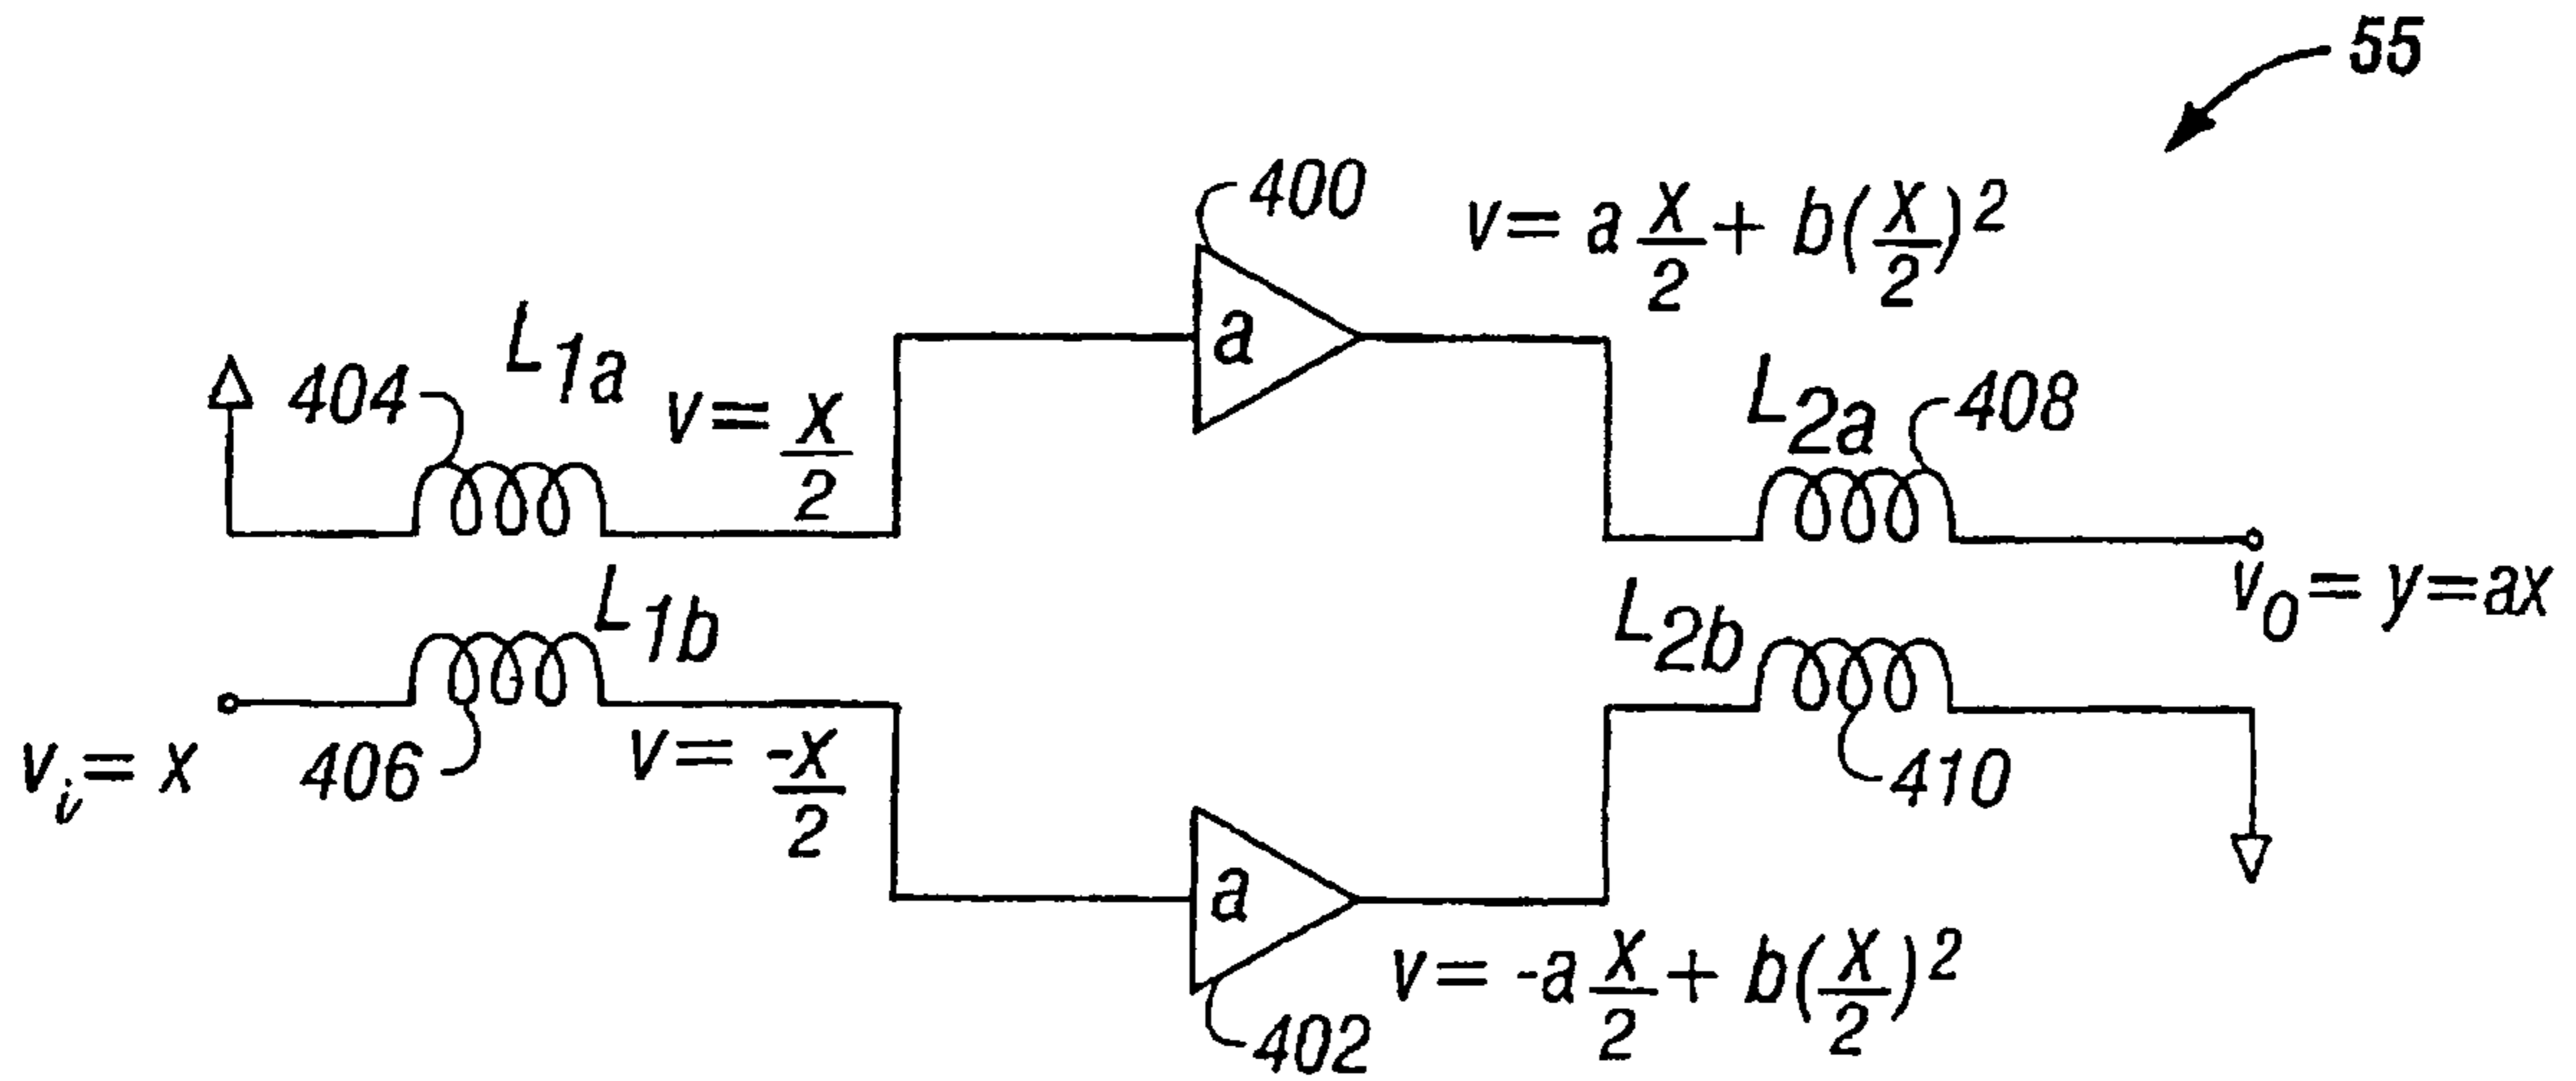 55
400
v= a x/2 + b(x/2)²
L1a
404
v= x/2
a
L2a
408
L1b
v0= y=ax
L2b
vi= x
406
v= -x/2
410
a
v= -a x/2 + b(x/2)²
402